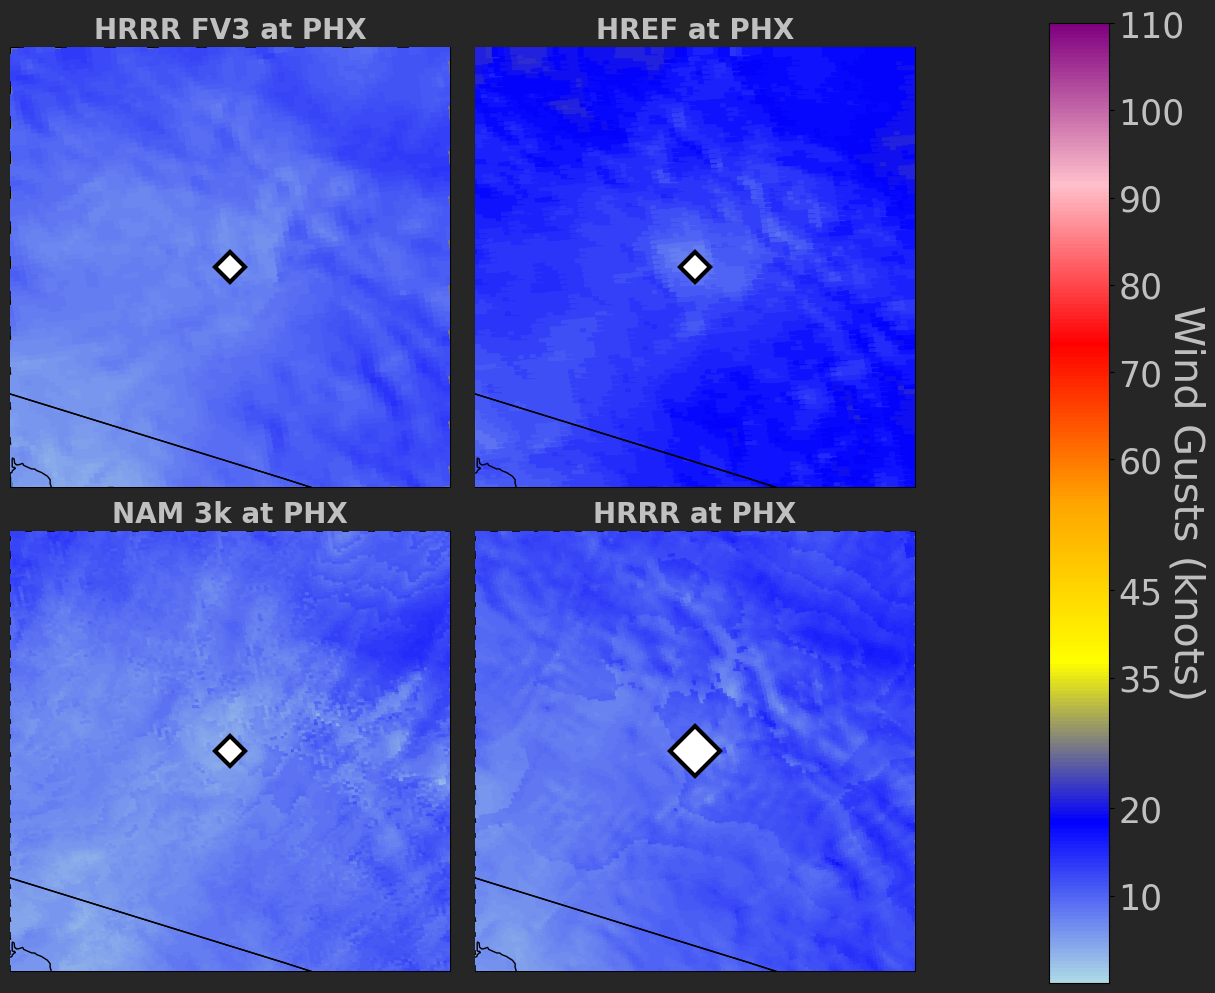 HRRR FV3 at PHX
HREF at PHX
NAM 3k at PHX
HRRR at PHX
110
100
90
80
70
60
45
35
20
10
Wind Gusts (knots)